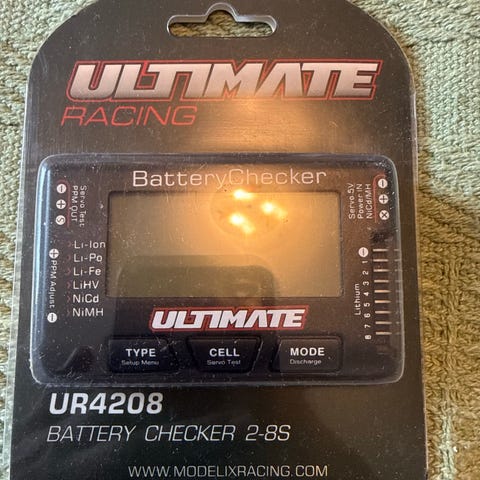 ULTIMATE
RACING
BatteryChecker
Servo Test
PPM OUT
− + S
Servo 5V
Power IN
NiCd/MH
− + ×
Li-Ion
Li-Po
Li-Fe
LiHV
NiCd
NiMH
+ PPM Adjust −
Lithium
− 1 2 3 4 5 6 7 8
ULTIMATE
TYPE
Setup Menu
CELL
Servo Test
MODE
Discharge
UR4208
BATTERY CHECKER 2-8S
WWW.MODELIXRACING.COM